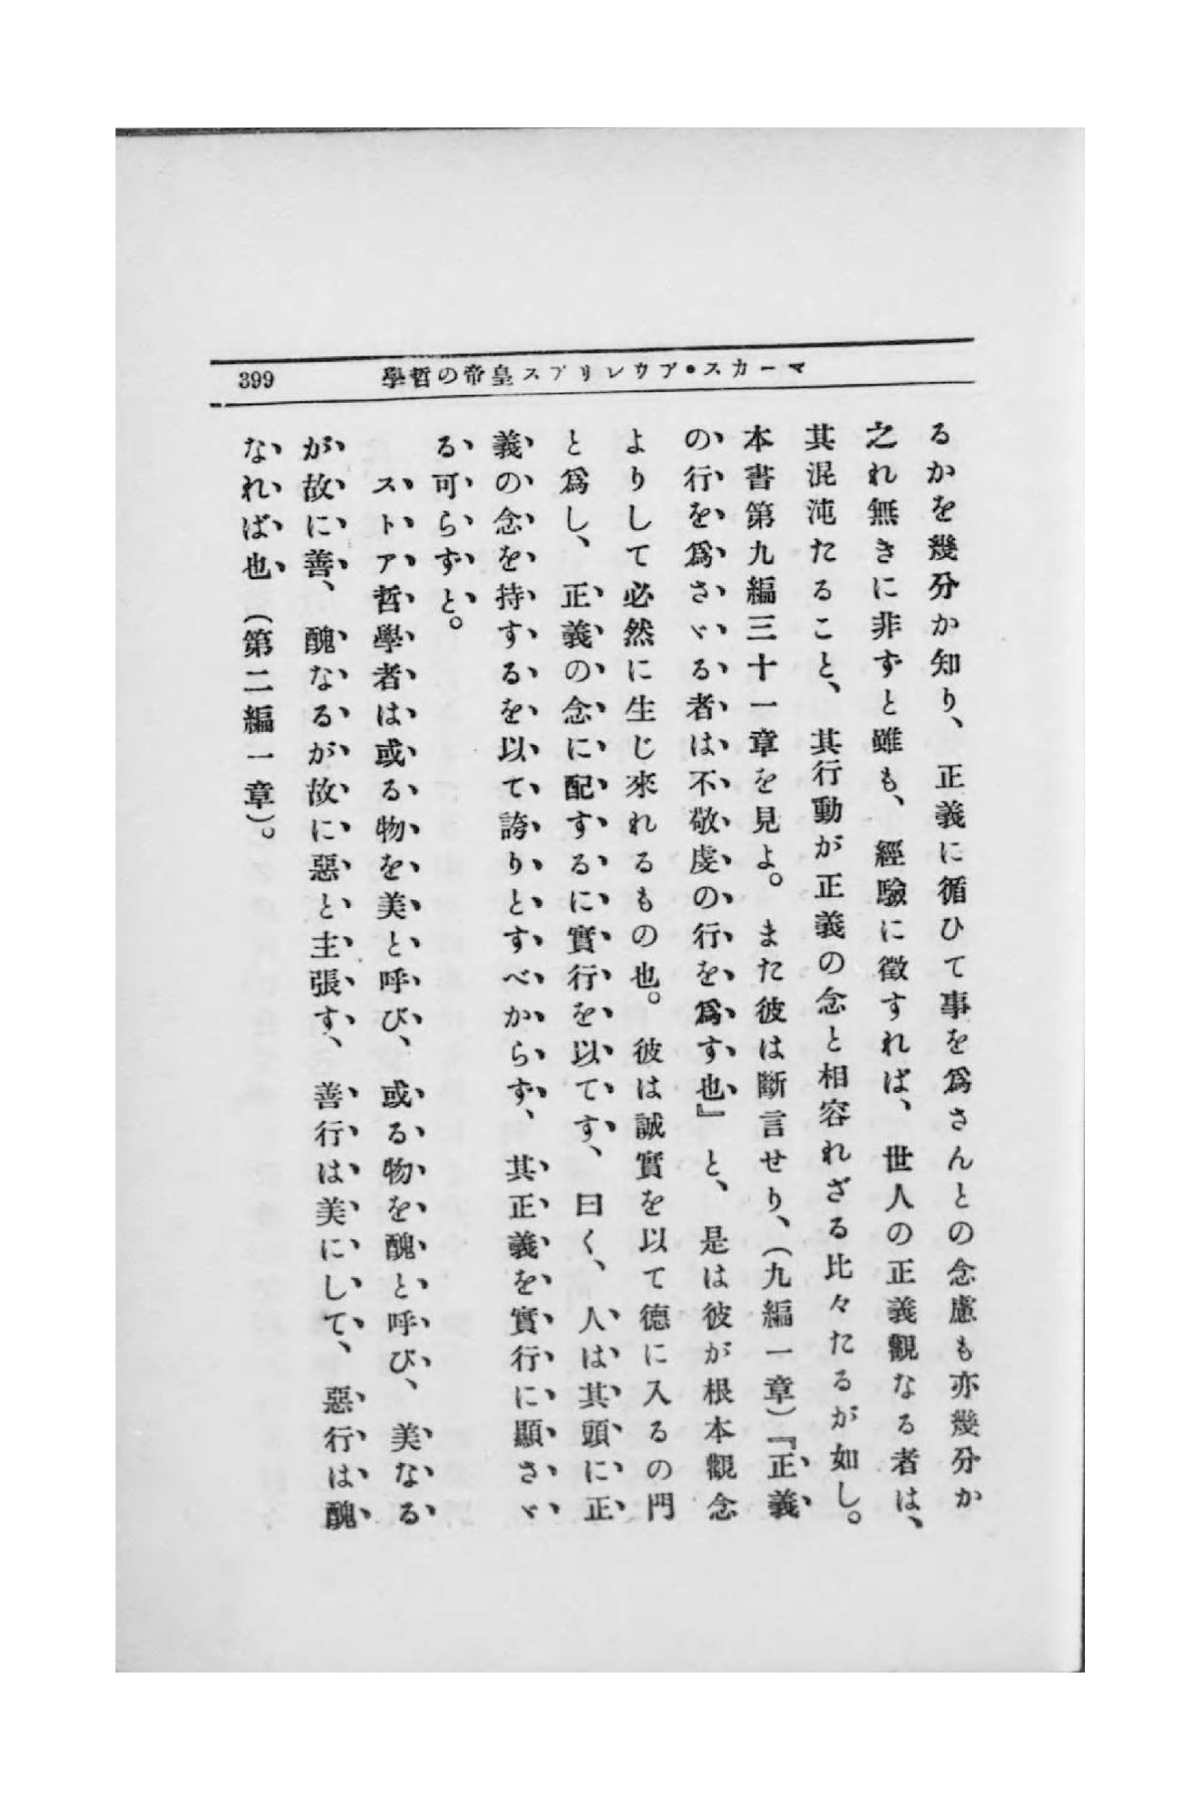 マーカス・アウレリアス皇帝の哲學
399
るかを幾分か知り、正義に循ひて事を爲さんとの念慮も亦幾分か
之れ無きに非ずと雖も、經驗に徴すれば、世人の正義觀なる者は、
其混沌たること、其行動が正義の念と相容れざる比々たるが如し。
本書第九編三十一章を見よ。また彼は斷言せり、（九編一章）『正義
の行を爲さゞる者は不敬虔の行を爲す也』と、是は彼が根本觀念
よりして必然に生じ來れるもの也。彼は誠實を以て德に入るの門
と爲し、正義の念に配するに實行を以てす、曰く、人は其頭に正
義の念を持するを以て誇りとすべからず、其正義を實行に顯さゞ
る可らずと。
ストア哲學者は或る物を美と呼び、或る物を醜と呼び、美なる
が故に善、醜なるが故に惡と主張す、善行は美にして、惡行は醜
なれば也（第二編一章）。